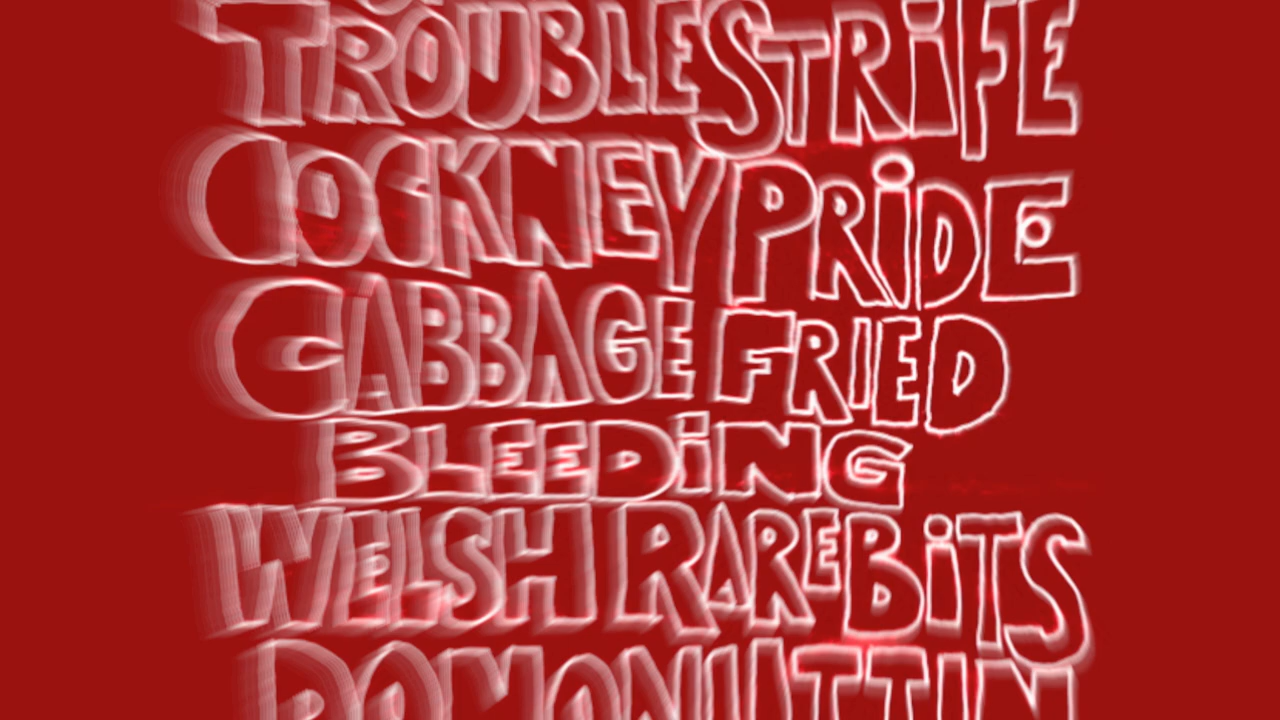 TROUBLE STRiFE
COCKNEY PRiDE
CABBAGE FRIED
BLEEDiNG
WELSH RAREBiTS